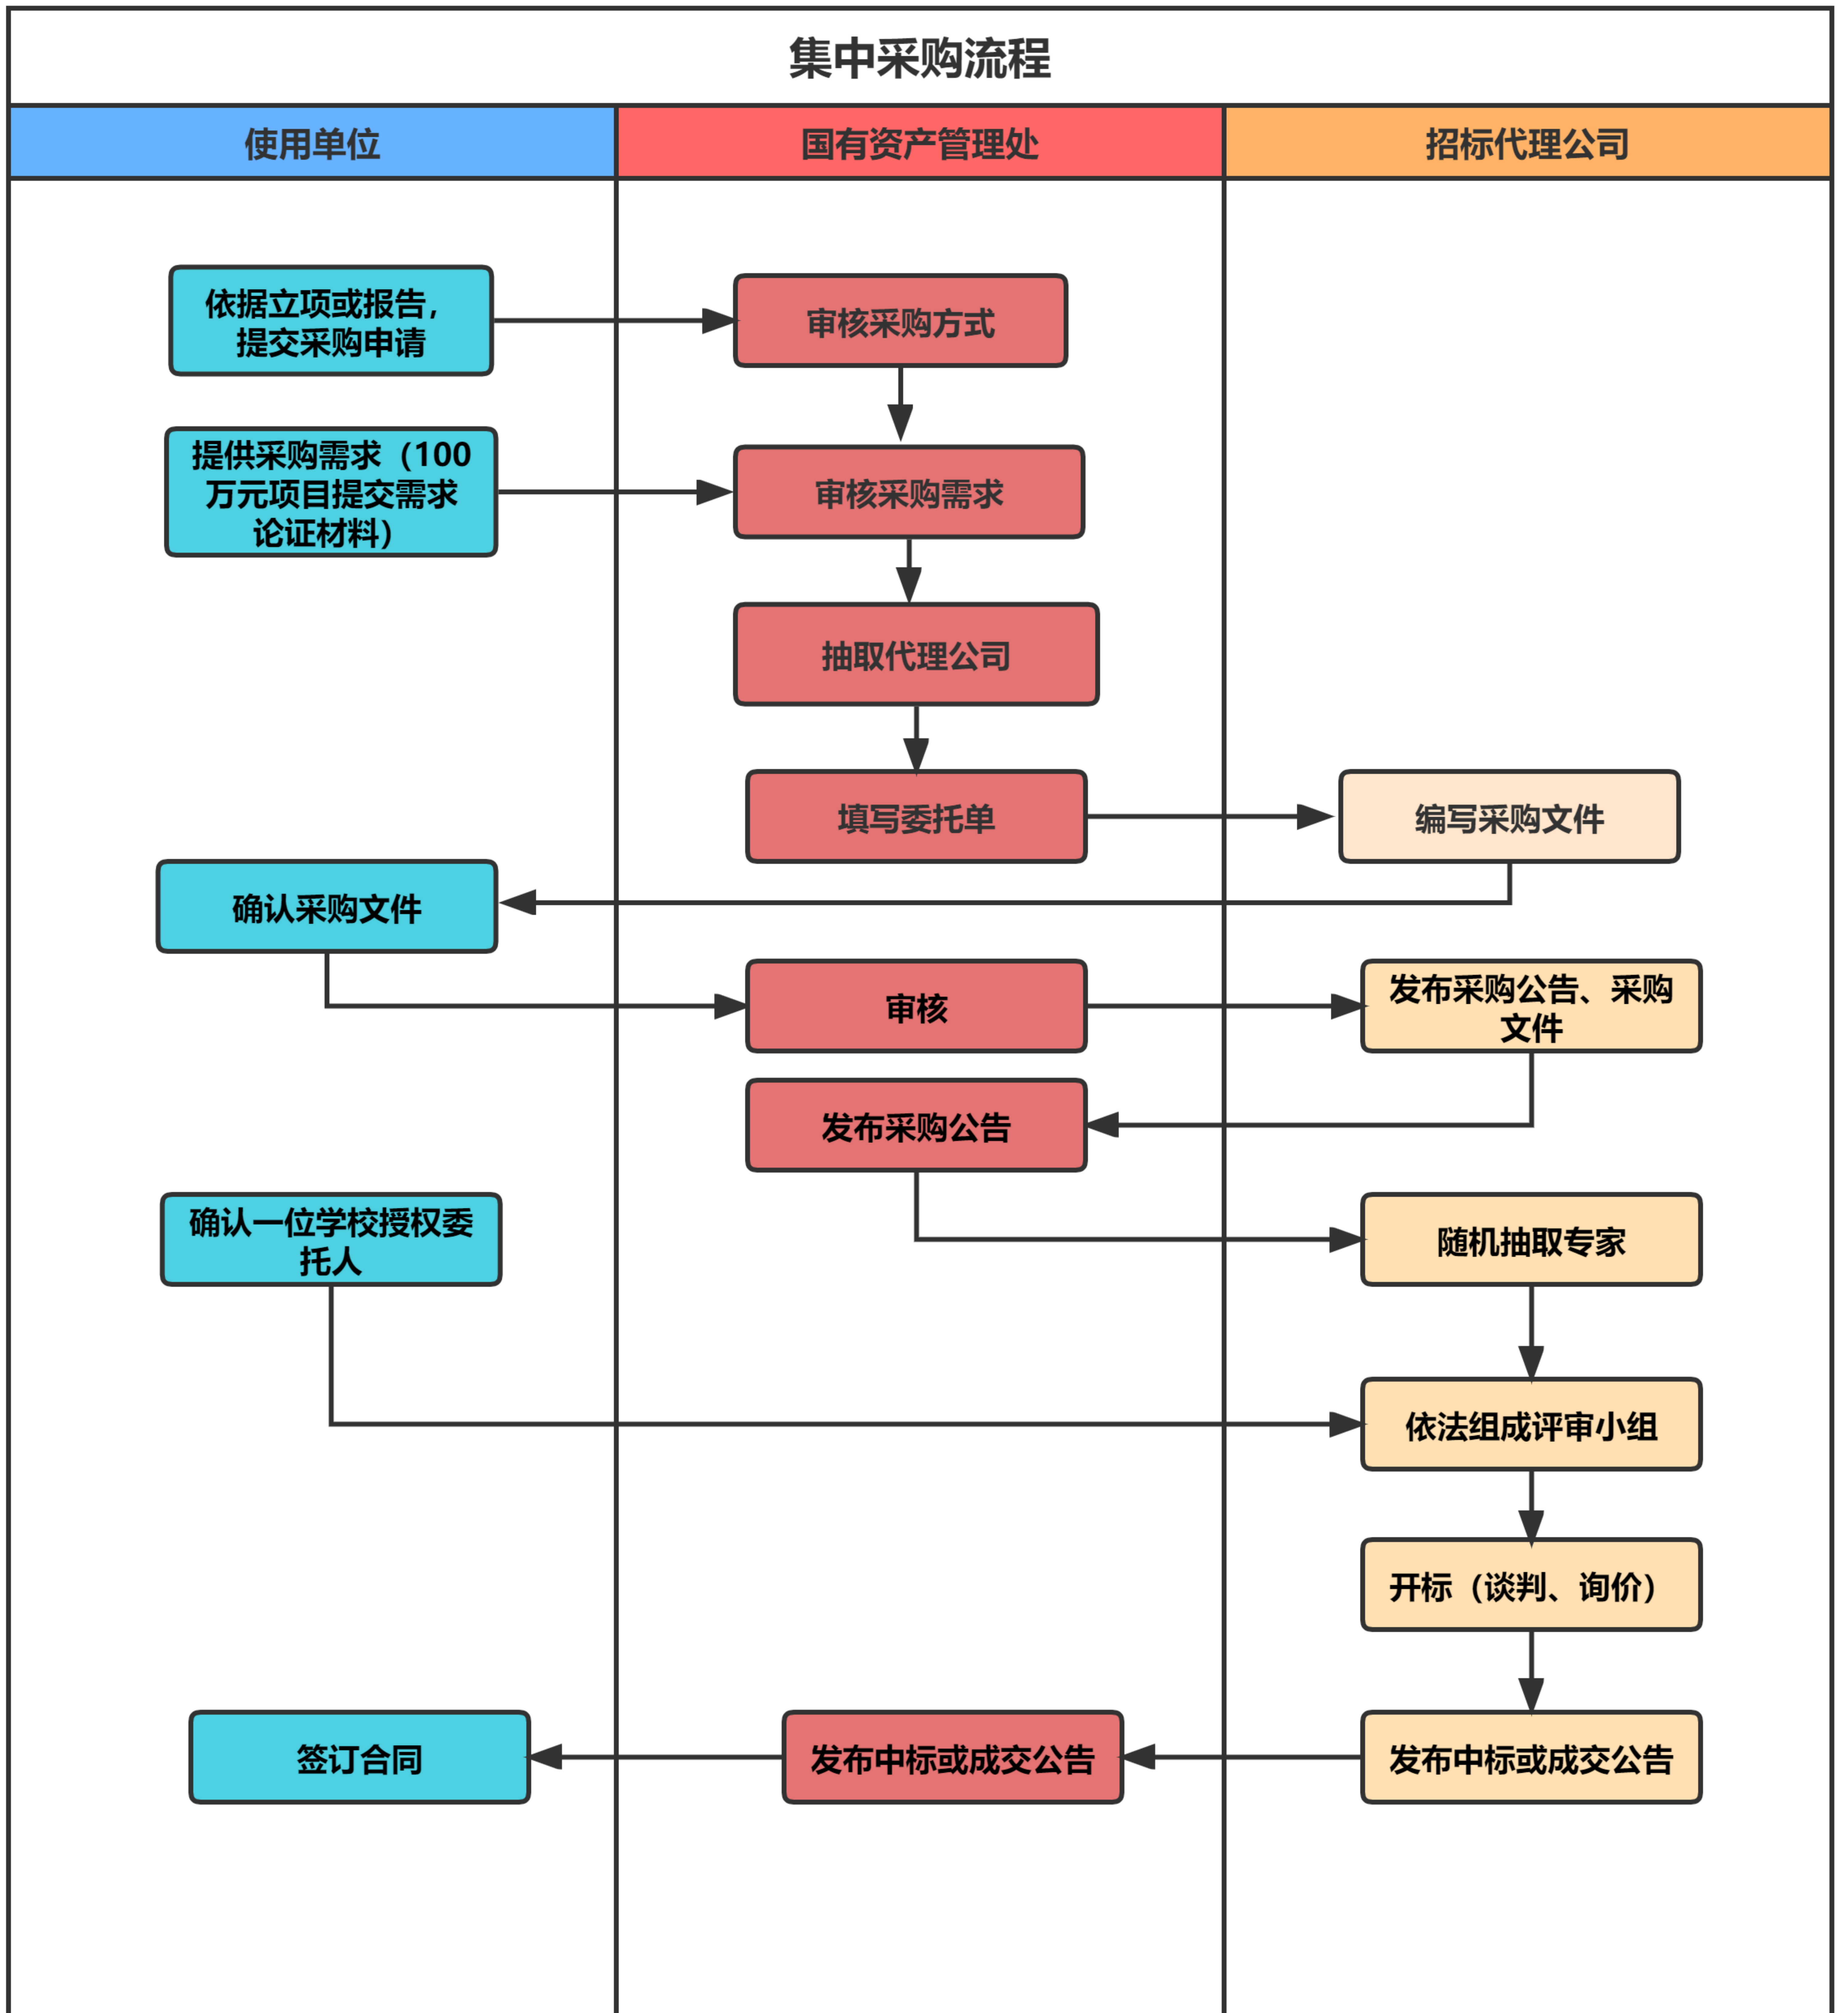 集中采购流程
使用单位
国有资产管理处
招标代理公司
依据立项或报告，
提交采购申请
审核采购方式
提供采购需求（100
万元项目提交需求
论证材料）
审核采购需求
抽取代理公司
填写委托单
编写采购文件
确认采购文件
审核
发布采购公告、采购
文件
发布采购公告
确认一位学校授权委
托人
随机抽取专家
依法组成评审小组
开标（谈判、询价）
签订合同
发布中标或成交公告
发布中标或成交公告